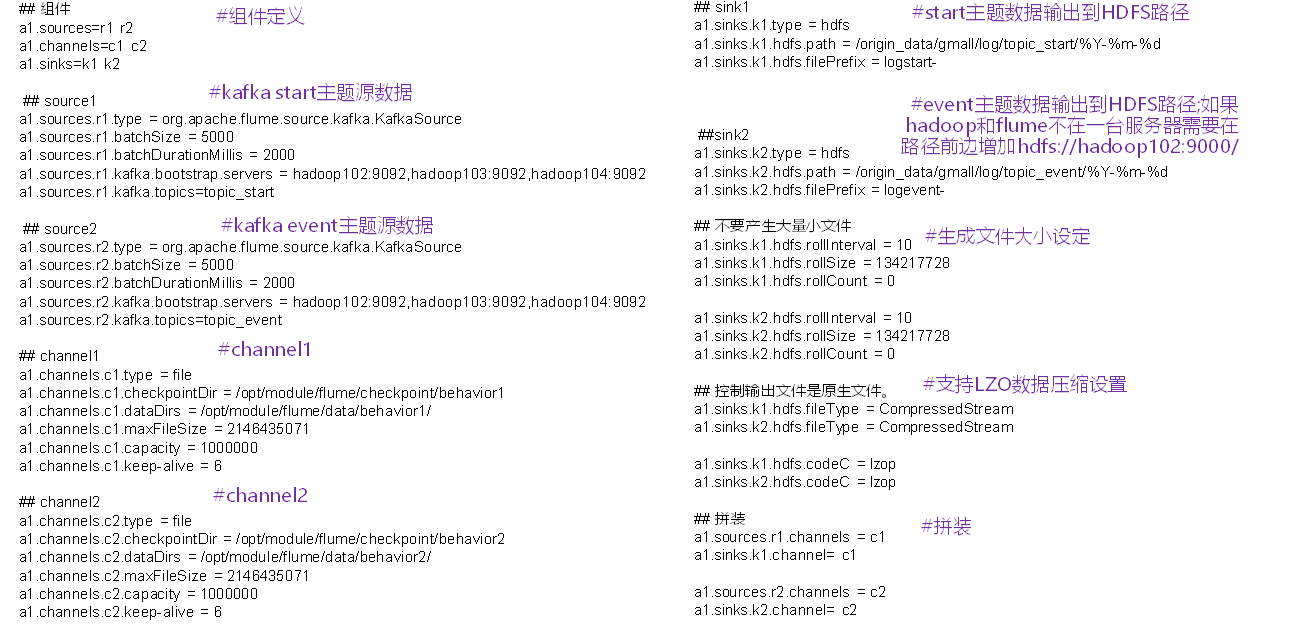 ## 组件
#组件定义
a1.sources=r1 r2
a1.channels=c1 c2
a1.sinks=k1 k2
#kafka start主题源数据
## source1
a1.sources.r1.type = org.apache.flume.source.kafka.KafkaSource
a1.sources.r1.batchSize = 5000
a1.sources.r1.batchDurationMillis = 2000
a1.sources.r1.kafka.bootstrap.servers = hadoop102:9092,hadoop103:9092,hadoop104:9092
a1.sources.r1.kafka.topics=topic_start
#kafka event主题源数据
## source2
a1.sources.r2.type = org.apache.flume.source.kafka.KafkaSource
a1.sources.r2.batchSize = 5000
a1.sources.r2.batchDurationMillis = 2000
a1.sources.r2.kafka.bootstrap.servers = hadoop102:9092,hadoop103:9092,hadoop104:9092
a1.sources.r2.kafka.topics=topic_event
#channel1
## channel1
a1.channels.c1.type = file
a1.channels.c1.checkpointDir = /opt/module/flume/checkpoint/behavior1
a1.channels.c1.dataDirs = /opt/module/flume/data/behavior1/
a1.channels.c1.maxFileSize = 2146435071
a1.channels.c1.capacity = 1000000
a1.channels.c1.keep-alive = 6
#channel2
## channel2
a1.channels.c2.type = file
a1.channels.c2.checkpointDir = /opt/module/flume/checkpoint/behavior2
a1.channels.c2.dataDirs = /opt/module/flume/data/behavior2/
a1.channels.c2.maxFileSize = 2146435071
a1.channels.c2.capacity = 1000000
a1.channels.c2.keep-alive = 6
## sink1
#start主题数据输出到HDFS路径
a1.sinks.k1.type = hdfs
a1.sinks.k1.hdfs.path = /origin_data/gmall/log/topic_start/%Y-%m-%d
a1.sinks.k1.hdfs.filePrefix = logstart-
#event主题数据输出到HDFS路径;如果
hadoop和flume不在一台服务器需要在
路径前边增加hdfs://hadoop102:9000/
##sink2
a1.sinks.k2.type = hdfs
a1.sinks.k2.hdfs.path = /origin_data/gmall/log/topic_event/%Y-%m-%d
a1.sinks.k2.hdfs.filePrefix = logevent-
## 不要产生大量小文件
#生成文件大小设定
a1.sinks.k1.hdfs.rollInterval = 10
a1.sinks.k1.hdfs.rollSize = 134217728
a1.sinks.k1.hdfs.rollCount = 0
a1.sinks.k2.hdfs.rollInterval = 10
a1.sinks.k2.hdfs.rollSize = 134217728
a1.sinks.k2.hdfs.rollCount = 0
## 控制输出文件是原生文件。
#支持LZO数据压缩设置
a1.sinks.k1.hdfs.fileType = CompressedStream
a1.sinks.k2.hdfs.fileType = CompressedStream
a1.sinks.k1.hdfs.codeC = lzop
a1.sinks.k2.hdfs.codeC = lzop
## 拼装
#拼装
a1.sources.r1.channels = c1
a1.sinks.k1.channel= c1
a1.sources.r2.channels = c2
a1.sinks.k2.channel= c2